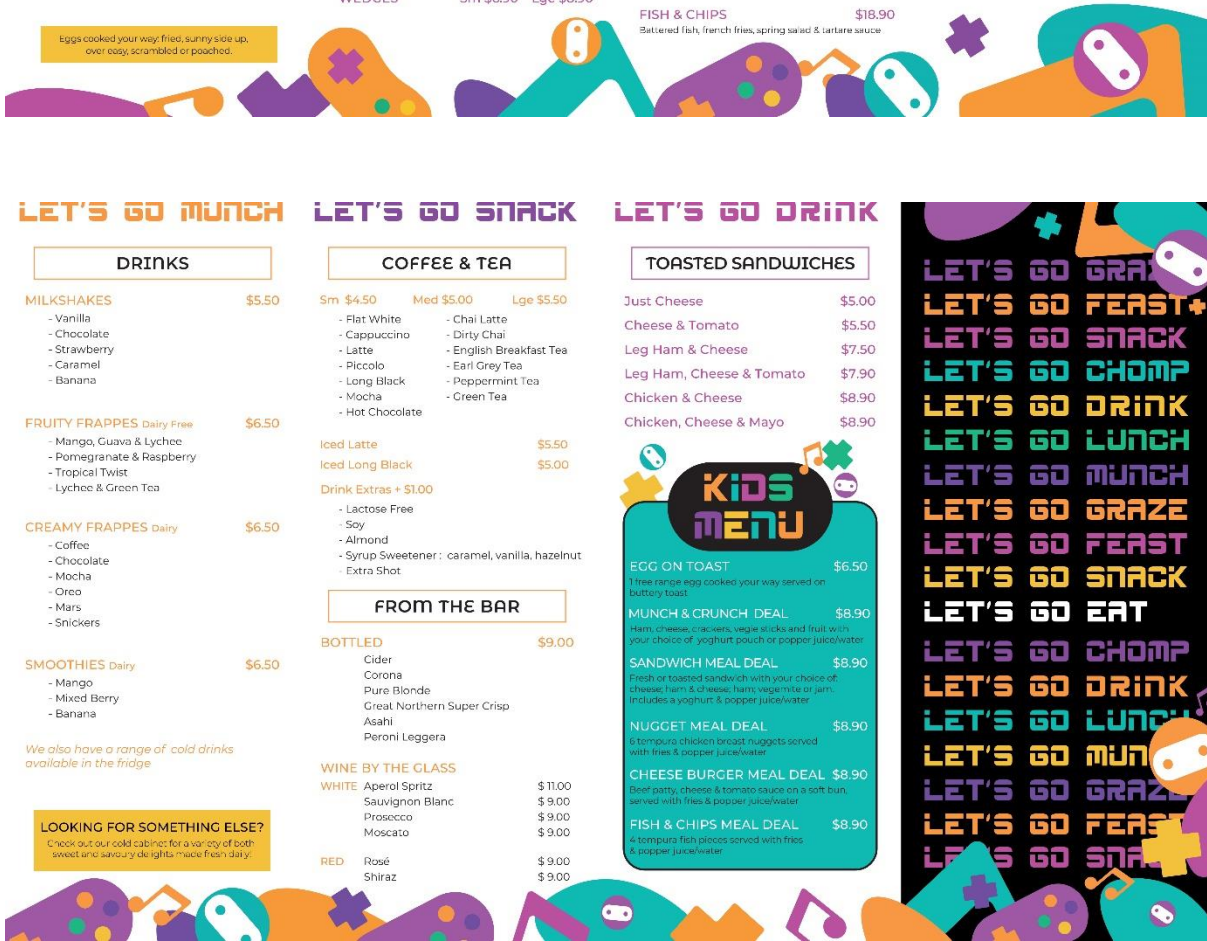 Sm $6.90 Lge $8.90
WEDGES
FISH & CHIPS $18.90
Battered fish, french fries, spring salad & tartare sauce
Eggs cooked your way: fried, sunny side up,
over easy, scrambled or poached.
LET'S GO MUNCH
DRINKS
MILKSHAKES $5.50
- Vanilla
- Chocolate
- Strawberry
- Caramel
- Banana
FRUITY FRAPPES Dairy Free $6.50
- Mango, Guava & Lychee
- Pomegranate & Raspberry
- Tropical Twist
- Lychee & Green Tea
CREAMY FRAPPES Dairy $6.50
- Coffee
- Chocolate
- Mocha
- Oreo
- Mars
- Snickers
SMOOTHIES Dairy $6.50
- Mango
- Mixed Berry
- Banana
We also have a range of cold drinks
available in the fridge
LOOKING FOR SOMETHING ELSE?
Check out our cold cabinet for a variety of both
sweet and savoury delights made fresh daily!
LET'S GO SNACK
COFFEE & TEA
Sm $4.50 Med $5.00 Lge $5.50
- Flat White - Chai Latte
- Cappuccino - Dirty Chai
- Latte - English Breakfast Tea
- Piccolo - Earl Grey Tea
- Long Black - Peppermint Tea
- Mocha - Green Tea
- Hot Chocolate
Iced Latte $5.50
Iced Long Black $5.00
Drink Extras + $1.00
- Lactose Free
- Soy
- Almond
- Syrup Sweetener : caramel, vanilla, hazelnut
- Extra Shot
FROM THE BAR
BOTTLED $9.00
Cider
Corona
Pure Blonde
Great Northern Super Crisp
Asahi
Peroni Leggera
WINE BY THE GLASS
WHITE Aperol Spritz $ 11.00
Sauvignon Blanc $ 9.00
Prosecco $ 9.00
Moscato $ 9.00
RED Rosé $ 9.00
Shiraz $ 9.00
LET'S GO DRINK
TOASTED SANDWICHES
Just Cheese $5.00
Cheese & Tomato $5.50
Leg Ham & Cheese $7.50
Leg Ham, Cheese & Tomato $7.90
Chicken & Cheese $8.90
Chicken, Cheese & Mayo $8.90
KIDS
MENU
EGG ON TOAST $6.50
1 free range egg cooked your way served on
buttery toast
MUNCH & CRUNCH DEAL $8.90
Ham, cheese, crackers, vegie sticks and fruit with
your choice of yoghurt pouch or popper juice/water
SANDWICH MEAL DEAL $8.90
Fresh or toasted sandwich with your choice of:
cheese; ham & cheese; ham; vegemite or jam.
Includes a yoghurt & popper juice/water
NUGGET MEAL DEAL $8.90
6 tempura chicken breast nuggets served
with fries & popper juice/water
CHEESE BURGER MEAL DEAL $8.90
Beef patty, cheese & tomato sauce on a soft bun,
served with fries & popper juice/water
FISH & CHIPS MEAL DEAL $8.90
4 tempura fish pieces served with fries
& popper juice/water
LET'S GO GRAZE
LET'S GO FEAST
LET'S GO SNACK
LET'S GO CHOMP
LET'S GO DRINK
LET'S GO LUNCH
LET'S GO MUNCH
LET'S GO GRAZE
LET'S GO FEAST
LET'S GO SNACK
LET'S GO EAT
LET'S GO CHOMP
LET'S GO DRINK
LET'S GO LUNCH
LET'S GO MUN
LET'S GO GRAZE
LET'S GO FEAST
GO SNA